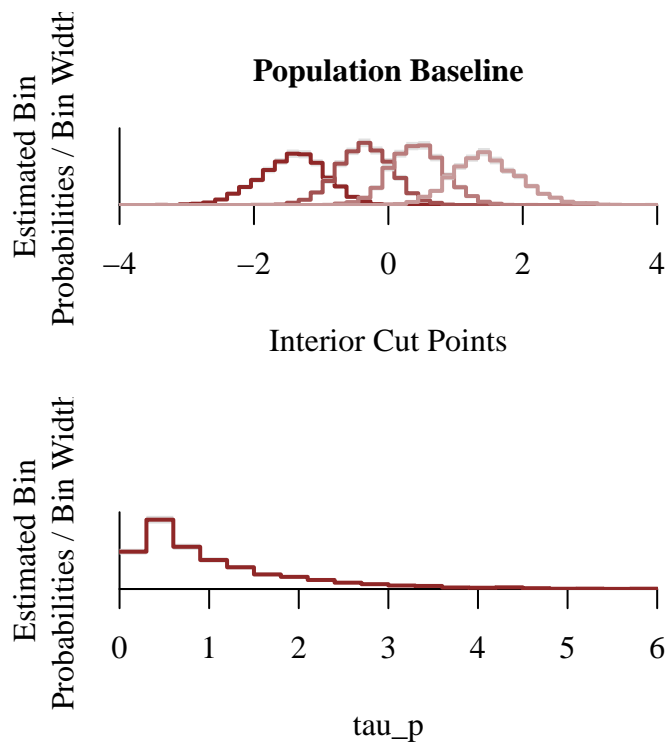 Population Baseline
Estimated Bin
Probabilities / Bin Width
−4 −2 0 2 4
Interior Cut Points
Estimated Bin
Probabilities / Bin Width
0 1 2 3 4 5 6
tau_p